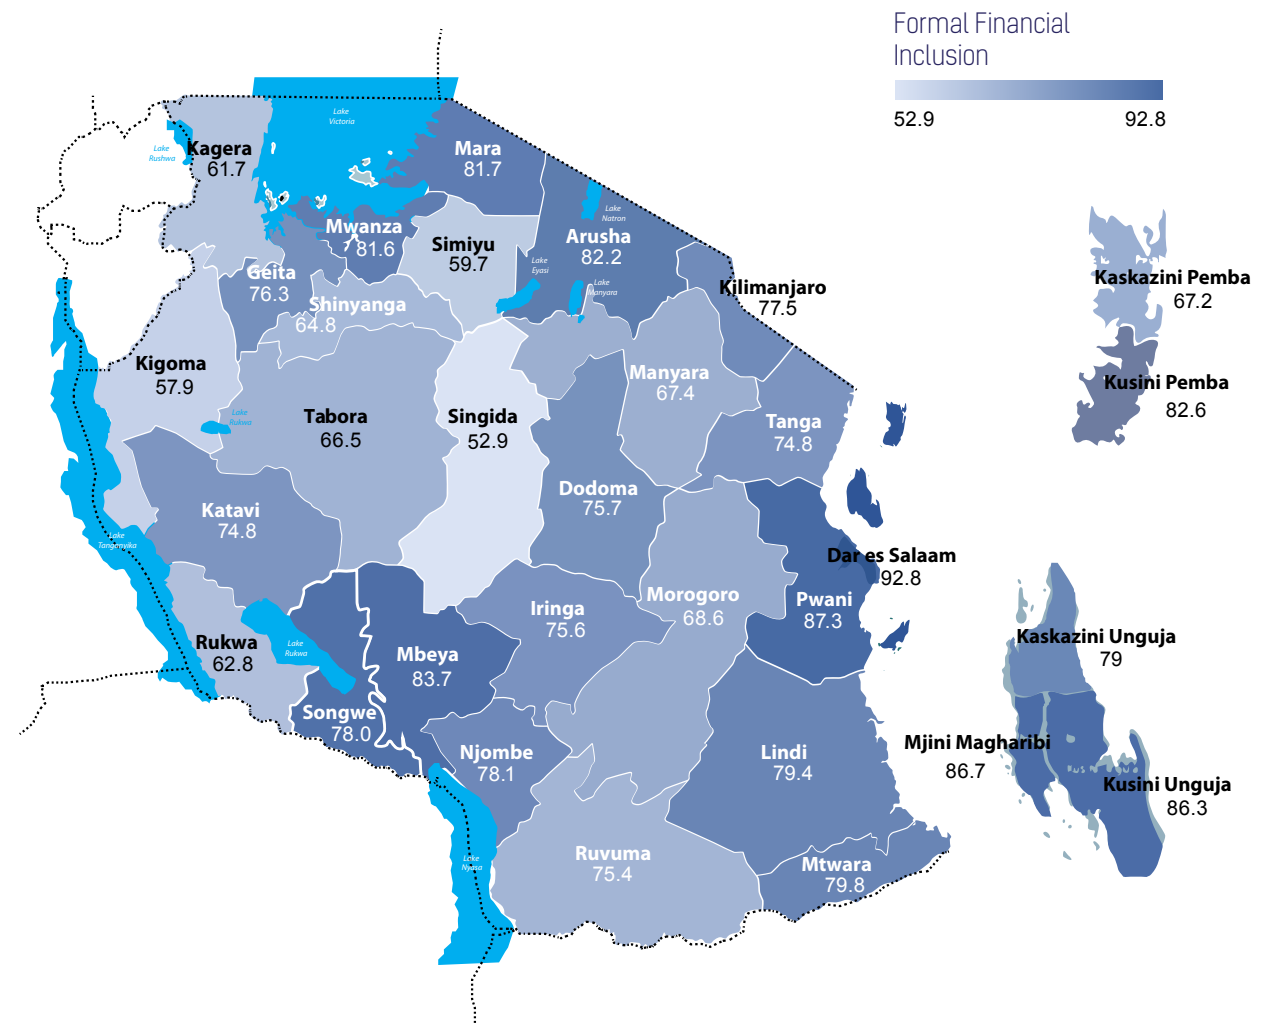 Formal Financial
Inclusion
52.9
92.8
Lake
Victoria
Lake
Rushwa
Kagera
61.7
Mara
81.7
Mwanza
81.6
Simiyu
59.7
Lake
Natron
Arusha
82.2
Lake
Eyasi
Lake
Manyara
Geita
76.3
Shinyanga
64.8
Kilimanjaro
77.5
Kaskazini Pemba
67.2
Kigoma
57.9
Manyara
67.4
Kusini Pemba
82.6
Lake
Rukwa
Tabora
66.5
Singida
52.9
Tanga
74.8
Katavi
74.8
Dodoma
75.7
Lake
Tanganyika
Dar es Salaam
92.8
Iringa
75.6
Morogoro
68.6
Pwani
87.3
Rukwa
62.8
Lake
Rukwa
Mbeya
83.7
Kaskazini Unguja
79
Songwe
78.0
Njombe
78.1
Lindi
79.4
Mjini Magharibi
86.7
Kusini Unguja
86.3
Lake
Nyasa
Ruvuma
75.4
Mtwara
79.8